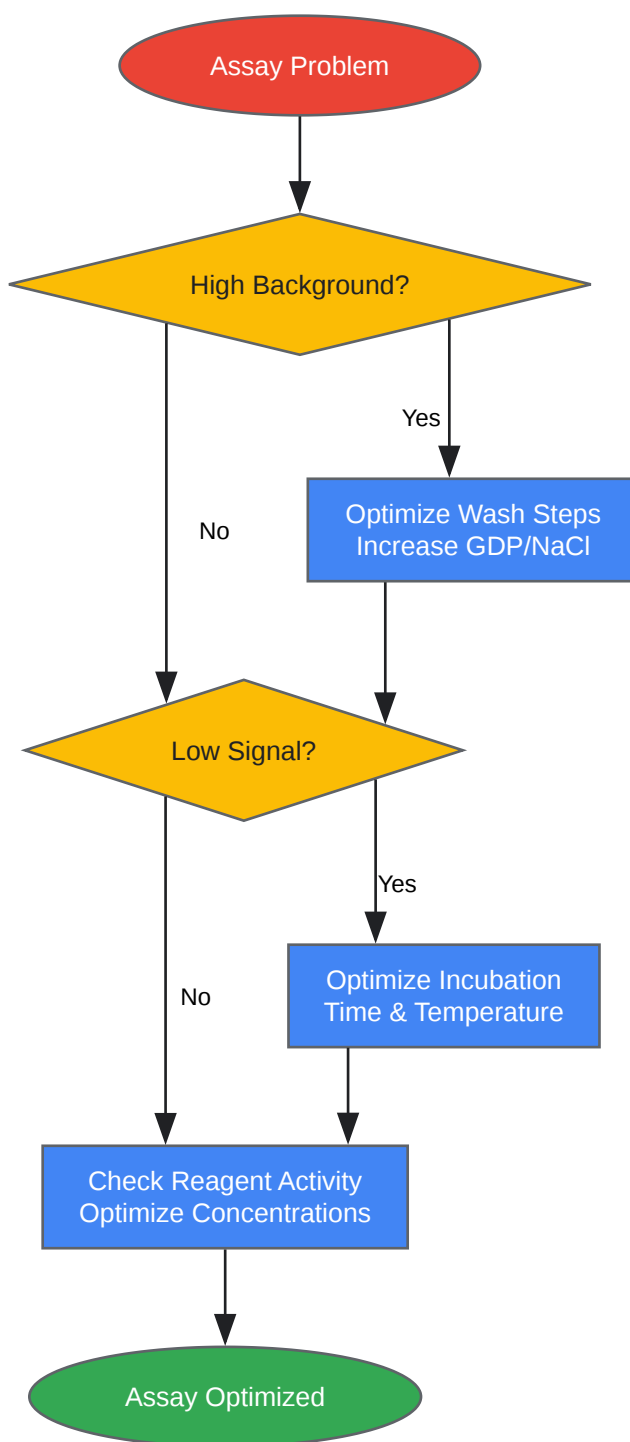 Assay Problem
High Background?
Yes
Optimize Wash Steps
Increase GDP/NaCl
No
Low Signal?
Yes
Optimize Incubation
Time & Temperature
No
Check Reagent Activity
Optimize Concentrations
Assay Optimized